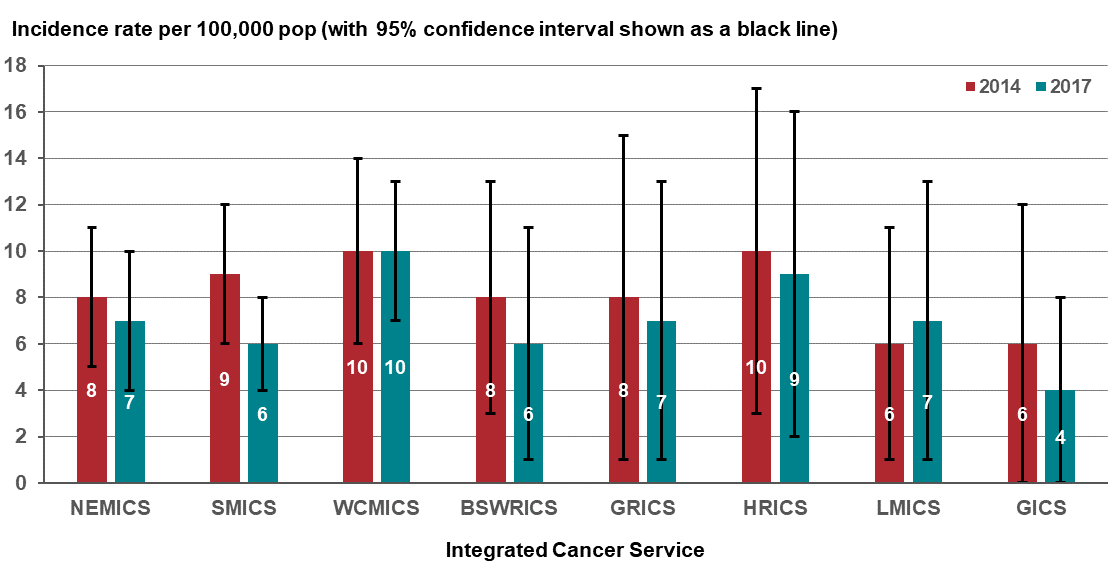 Incidence rate per 100,000 pop (with 95% confidence interval shown as a black line)
18
16
14
12
10
8
6
4
2
0
2014 2017
8 7 9 6 10 10 8 6 8 7 10 9 6 7 6 4
NEMICS SMICS WCMICS BSWRICS GRICS HRICS LMICS GICS
Integrated Cancer Service